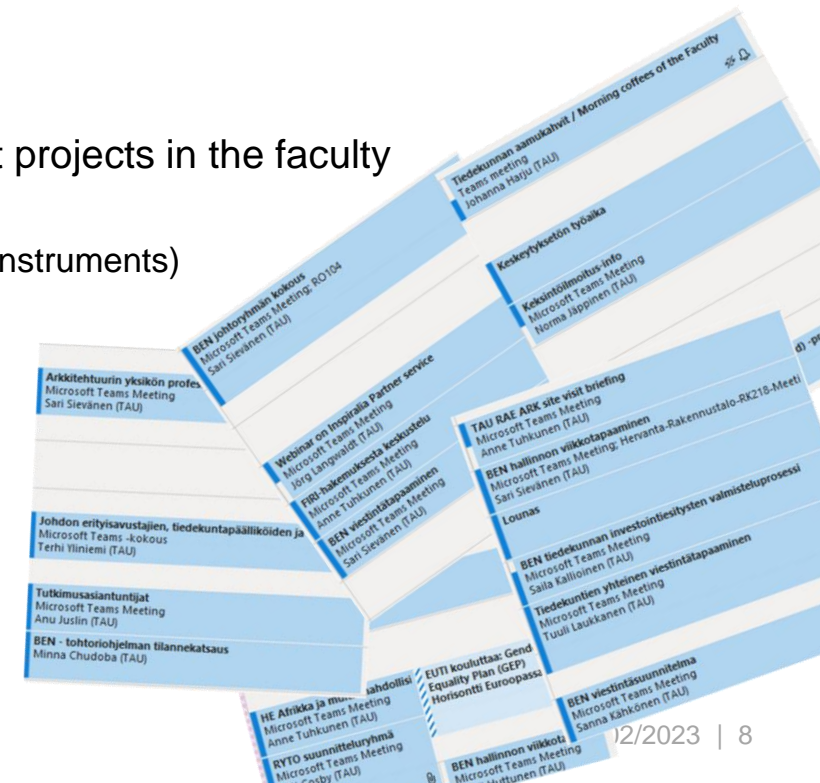 projects in the faculty
nstruments)
Tiedekunnan aamukahvit / Morning coffees of the Faculty
Teams meeting
Johanna Harju (TAU)
Keskeytyksetön työaika
Keksintöilmoitus-info
Microsoft Teams Meeting
Norma Jäppinen (TAU)
BEN johtoryhmän kokous
Microsoft Teams Meeting; RO104
Sari Sievänen (TAU)
Webinar on Inspiralia Partner service
Microsoft Teams Meeting
Jörg Langwaldt (TAU)
FIRI-hakemuksesta keskustelu
Microsoft Teams Meeting
Anne Tuhkunen (TAU)
BEN viestintätapaaminen
Microsoft Teams Meeting
Sari Sievänen (TAU)
Arkkitehtuurin yksikön profes
Microsoft Teams Meeting
Sari Sievänen (TAU)
Johdon erityisavustajien, tiedekuntapäälliköiden ja
Microsoft Teams -kokous
Terhi Yliniemi (TAU)
Tutkimusasiantuntijat
Microsoft Teams Meeting
Anu Juslin (TAU)
BEN - tohtoriohjelman tilannekatsaus
Minna Chudoba (TAU)
TAU RAE ARK site visit briefing
Microsoft Teams Meeting
Anne Tuhkunen (TAU)
BEN hallinnon viikkotapaaminen
Microsoft Teams Meeting; Hervanta-Rakennustalo-RK218-Meeti
Sari Sievänen (TAU)
Lounas
BEN tiedekunnan investointiesitysten valmisteluprosessi
Microsoft Teams Meeting
Saila Kallioinen (TAU)
Tiedekuntien yhteinen viestintätapaaminen
Microsoft Teams Meeting
Tuuli Laukkanen (TAU)
BEN viestintäsuunnitelma
Microsoft Teams Meeting
Sanna Kähkönen (TAU)
EUTI kouluttaa: Gend
Equality Plan (GEP)
Horisontti Euroopassa
HE Afrikka ja
Microsoft Teams Meeting
Anne Tuhkunen (TAU)
RYTO suunnitteluryhmä
Microsoft Teams Meeting
(TAU)
BEN hallinnon viikkota
Microsoft Teams Meeting
2/2023 | 8